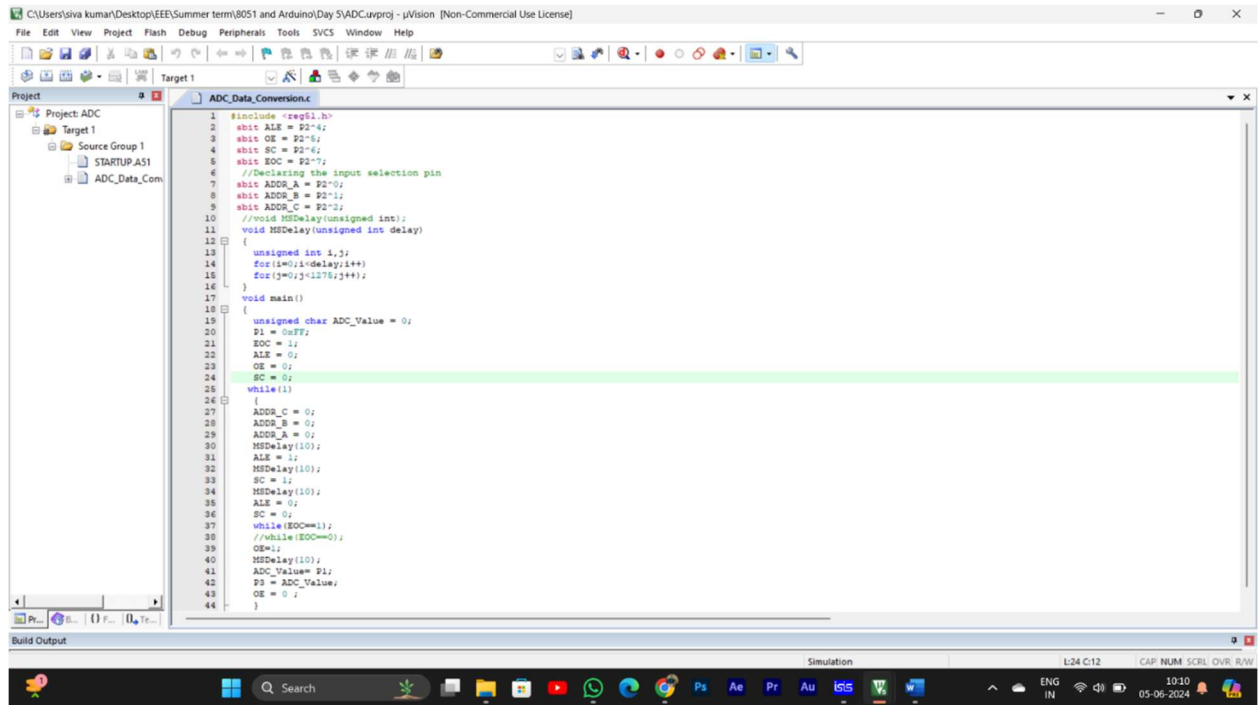 C:\Users\siva kumar\Desktop\EEE\Summer term\8051 and Arduino\Day 5\ADC.uvproj - µVision [Non-Commercial Use License]
File Edit View Project Flash Debug Peripherals Tools SVCS Window Help
Target 1
Project
ADC_Data_Conversion.c
Project: ADC
Target 1
Source Group 1
STARTUP.A51
ADC_Data_Con
1 #include <reg51.h>
2 sbit ALE = P2^4;
3 sbit OE = P2^5;
4 sbit SC = P2^6;
5 sbit EOC = P2^7;
6 //Declaring the input selection pin
7 sbit ADDR_A = P2^0;
8 sbit ADDR_B = P2^1;
9 sbit ADDR_C = P2^2;
10 //void MSDelay(unsigned int);
11 void MSDelay(unsigned int delay)
12 {
13 unsigned int i,j;
14 for(i=0;i<delay;i++)
15 for(j=0;j<1275;j++);
16 }
17 void main()
18 {
19 unsigned char ADC_Value = 0;
20 P1 = 0xFF;
21 EOC = 1;
22 ALE = 0;
23 OE = 0;
24 SC = 0;
25 while(1)
26 {
27 ADDR_C = 0;
28 ADDR_B = 0;
29 ADDR_A = 0;
30 MSDelay(10);
31 ALE = 1;
32 MSDelay(10);
33 SC = 1;
34 MSDelay(10);
35 ALE = 0;
36 SC = 0;
37 while(EOC==1);
38 //while(EOC==0);
39 OE=1;
40 MSDelay(10);
41 ADC_Value= P1;
42 P3 = ADC_Value;
43 OE = 0 ;
44 }
Pr... B... {} F... 0 Te...
Build Output
Simulation L:24 C:12 CAP NUM SCRL OVR R/W
1 Search Ps Ae Pr Au isis W ENG IN 10:10 05-06-2024